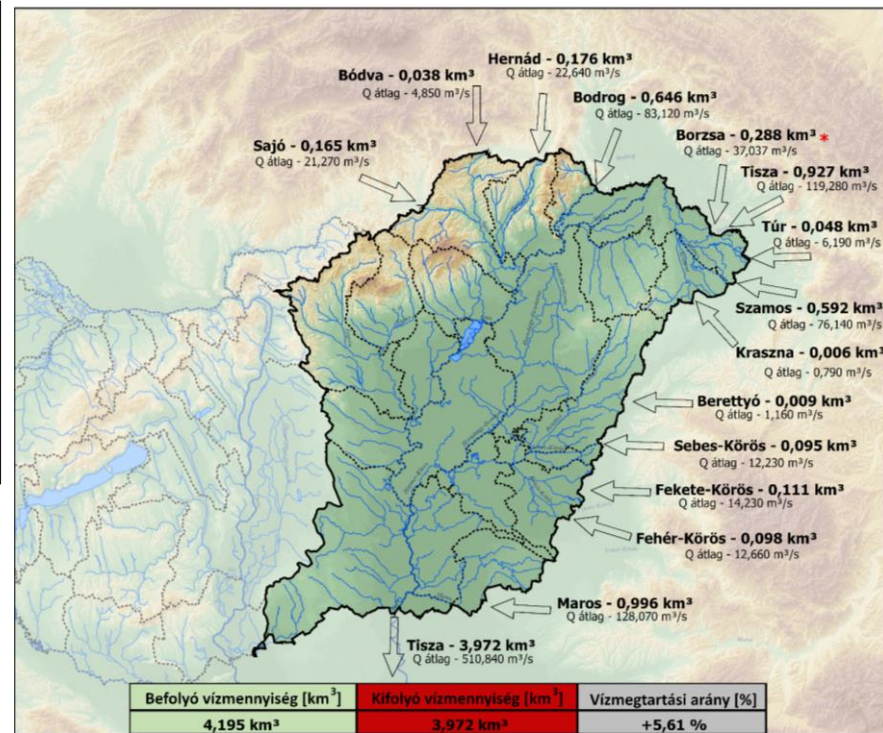 Hernád - 0,176 km³
Q átlag - 22,640 m³/s
Bódva - 0,038 km³
Q átlag - 4,850 m³/s
Bodrog - 0,646 km³
Q átlag - 83,120 m³/s
Borzsa - 0,288 km³ *
Q átlag - 37,037 m³/s
Sajó - 0,165 km³
Q átlag - 21,270 m³/s
Tisza - 0,927 km³
Q átlag - 119,280 m³/s
Túr - 0,048 km³
Q átlag - 6,190 m³/s
Szamos - 0,592 km³
Q átlag - 76,140 m³/s
Kraszna - 0,006 km³
Q átlag - 0,790 m³/s
Berettyó - 0,009 km³
Q átlag - 1,160 m³/s
Sebes-Körös - 0,095 km³
Q átlag - 12,230 m³/s
Fekete-Körös - 0,111 km³
Q átlag - 14,230 m³/s
Fehér-Körös - 0,098 km³
Q átlag - 12,660 m³/s
Maros - 0,996 km³
Q átlag - 128,070 m³/s
Tisza - 3,972 km³
Q átlag - 510,840 m³/s
Befolyó vízmennyiség [km³] Kifolyó vízmennyiség [km³] Vízmegtartási arány [%]
4,195 km³ 3,972 km³ +5,61 %